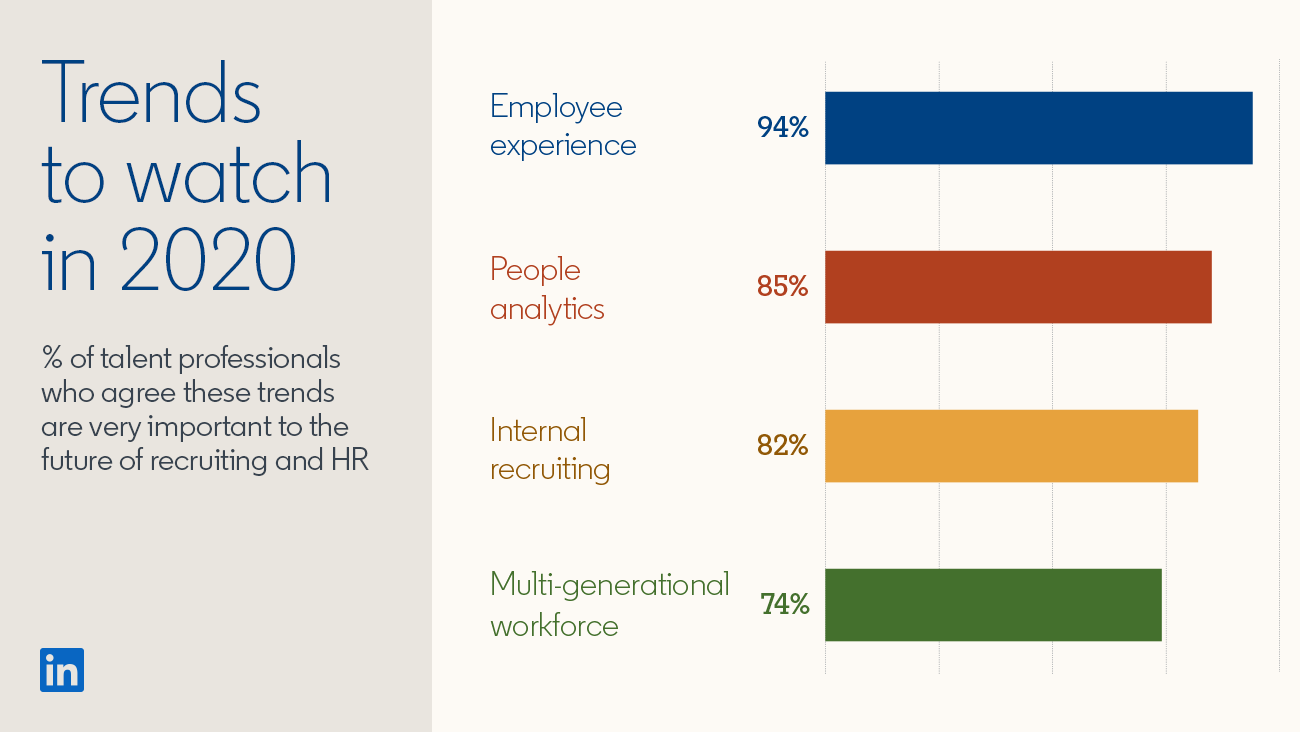 Trends
to watch
in 2020
% of talent professionals
who agree these trends
are very important to the
future of recruiting and HR
in
Employee
experience
94%
People
analytics
85%
Internal
recruiting
82%
Multi-generational
workforce
74%